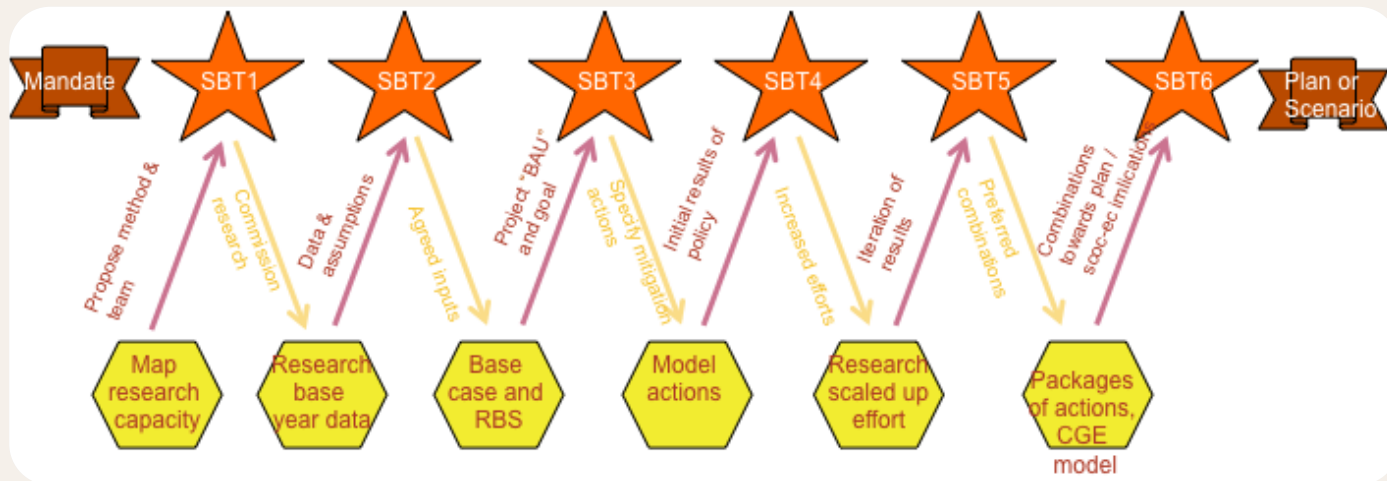 Mandate
SBT1
SBT2
SBT3
SBT4
SBT5
SBT6
Plan or
Scenario
Propose method &
team
Commission
research
Data &
assumptions
Agreed inputs
Project "BAU"
and goal
Specify mitigation
actions
Initial results of
policy
Increased efforts
Iteration of
results
Preferred
combinations
Combinations
towards plan /
scoc-ec imlications
Map
research
capacity
Research
base
year data
Base
case and
RBS
Model
actions
Research
scaled up
effort
Packages
of actions,
CGE
model